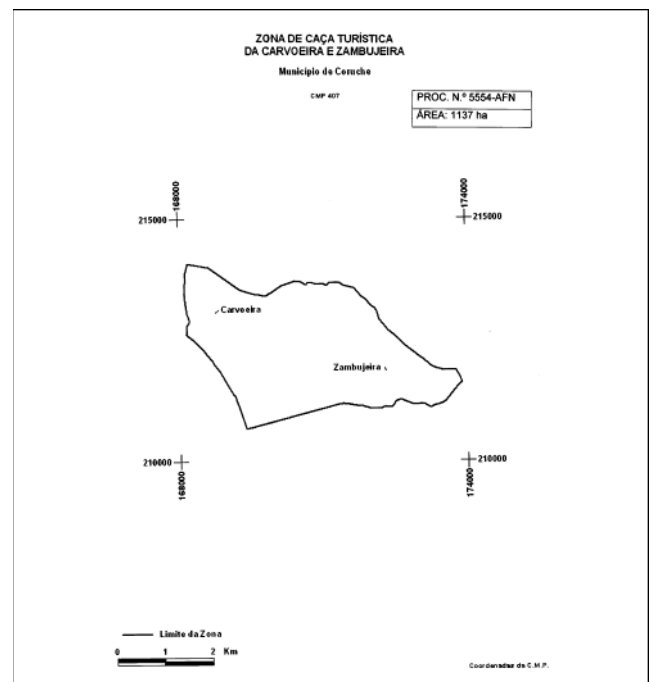 ZONA DE CAÇA TURÍSTICA
DA CARVOEIRA E ZAMBUJEIRA
Município de Coruche
CMP 407
PROC. N.º 5554-AFN
ÁREA: 1137 ha
168000
174000
215000
215000
Carvoeira
Zambujeira
210000
210000
168000
174000
Limite da Zona
0 1 2 Km
Coordenadas da C.M.P.